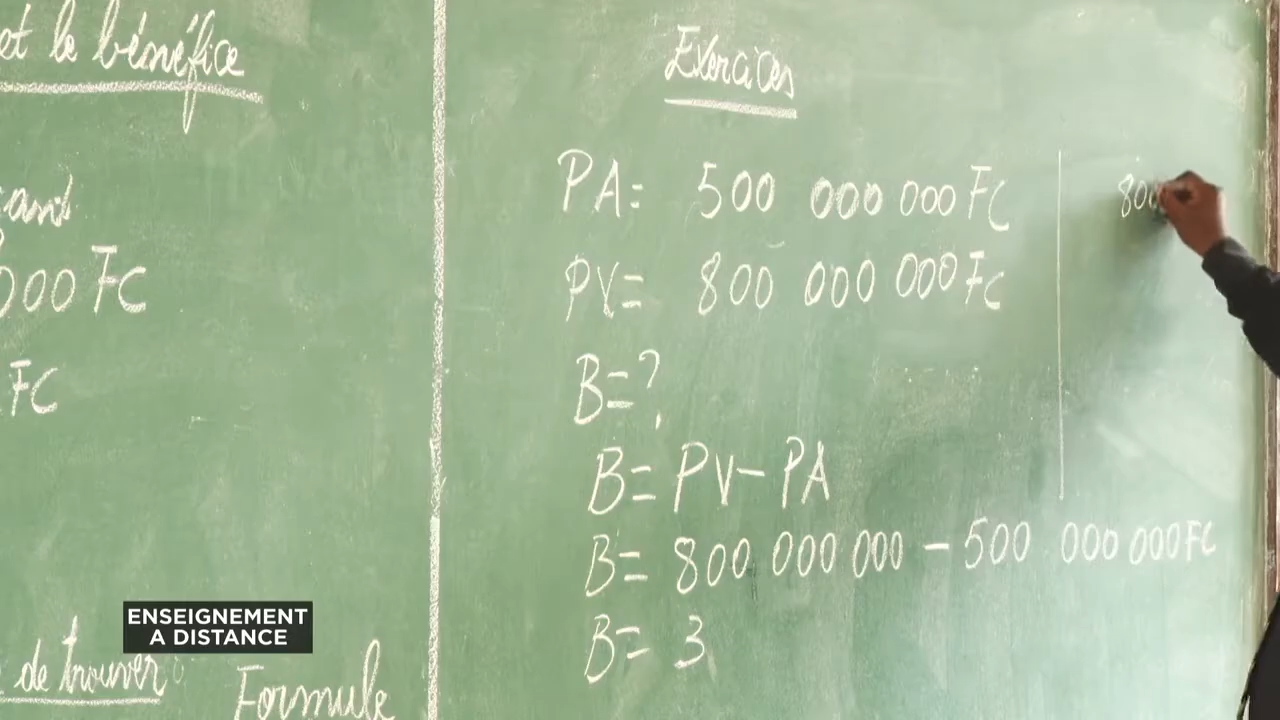 et le bénéfice
000 FC
FC
ENSEIGNEMENT
A DISTANCE
de trouver
Formule
Exercices
PA= 500 000 000 FC
PV= 800 000 000 FC
B=?
B= PV- PA
B= 800 000 000 - 500 000 000 FC
B= 3
800